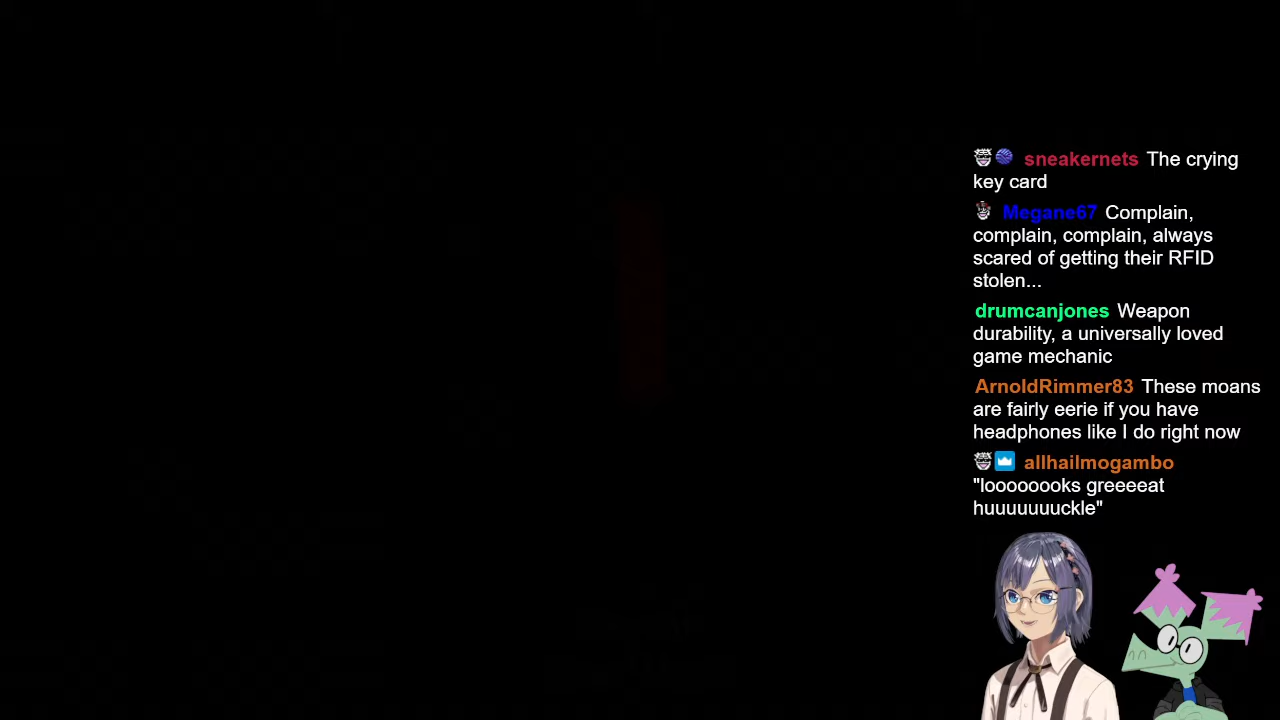 sneakernets The crying
key card
Megane67 Complain,
complain, complain, always
scared of getting their RFID
stolen...
drumcanjones Weapon
durability, a universally loved
game mechanic
ArnoldRimmer83 These moans
are fairly eerie if you have
headphones like I do right now
allhailmogambo
"loooooooks greeeeat
huuuuuuuckle"